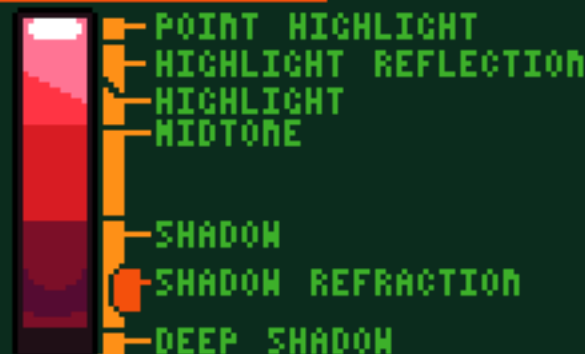 POINT HIGHLIGHT
HIGHLIGHT REFLECTION
HIGHLIGHT
MIDTONE
SHADOW
SHADOW REFRACTION
DEEP SHADOW